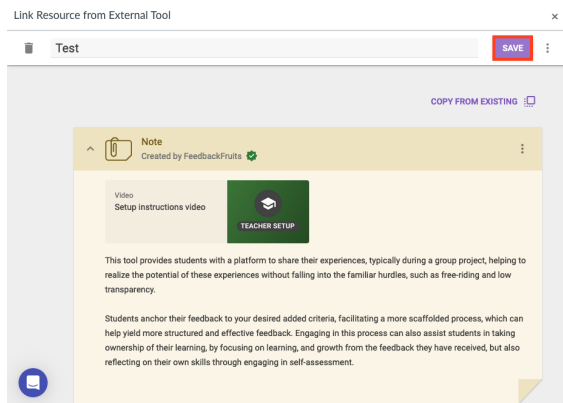 Link Resource from External Tool
×
Test
SAVE
COPY FROM EXISTING
Note
Created by FeedbackFruits
Video
Setup instructions video
TEACHER SETUP
This tool provides students with a platform to share their experiences, typically during a group project, helping to
realize the potential of these experiences without falling into the familiar hurdles, such as free-riding and low
transparency.
Students anchor their feedback to your desired added criteria, facilitating a more scaffolded process, which can
help yield more structured and effective feedback. Engaging in this process can also assist students in taking
ownership of their learning, by focusing on learning, and growth from the feedback they have received, but also
reflecting on their own skills through engaging in self-assessment.